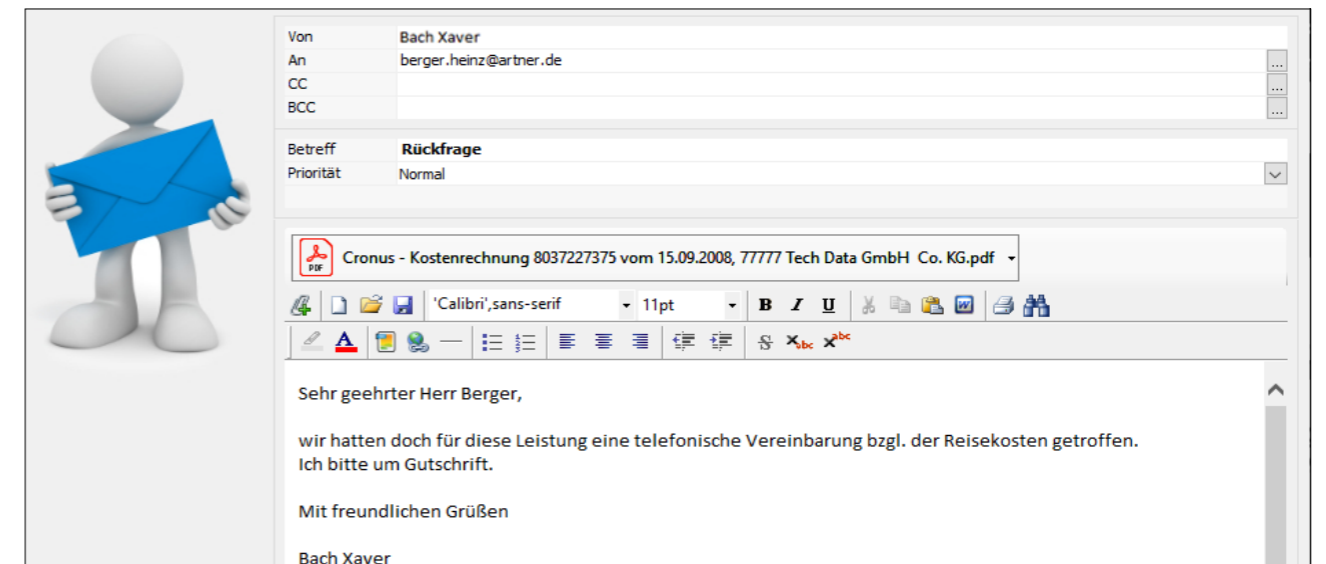 Von Bach Xaver
An berger.heinz@artner.de ...
CC ...
BCC ...
Betreff Rückfrage
Priorität Normal
PDF Cronus - Kostenrechnung 8037227375 vom 15.09.2008, 77777 Tech Data GmbH Co. KG.pdf
'Calibri',sans-serif 11pt B I U W
A S Xabc Xabc
Sehr geehrter Herr Berger,
wir hatten doch für diese Leistung eine telefonische Vereinbarung bzgl. der Reisekosten getroffen.
Ich bitte um Gutschrift.
Mit freundlichen Grüßen
Bach Xaver